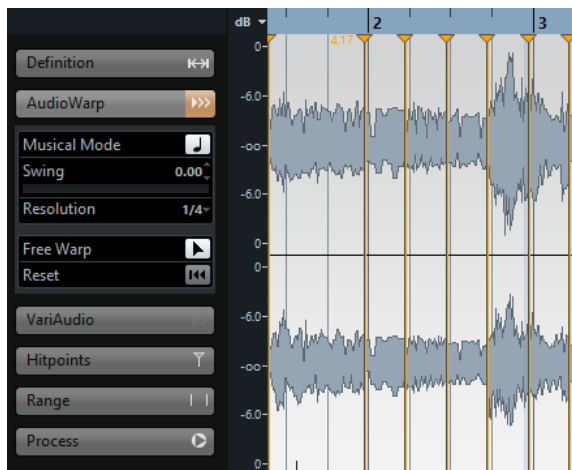 dB 2 3
4.17
Definition
AudioWarp
Musical Mode
Swing 0.00
Resolution 1/4
Free Warp
Reset
VariAudio
Hitpoints
Range
Process
0-
-6.0-
-oo-
-6.0-
0-
0-
-6.0-
-oo-
-6.0-
0-